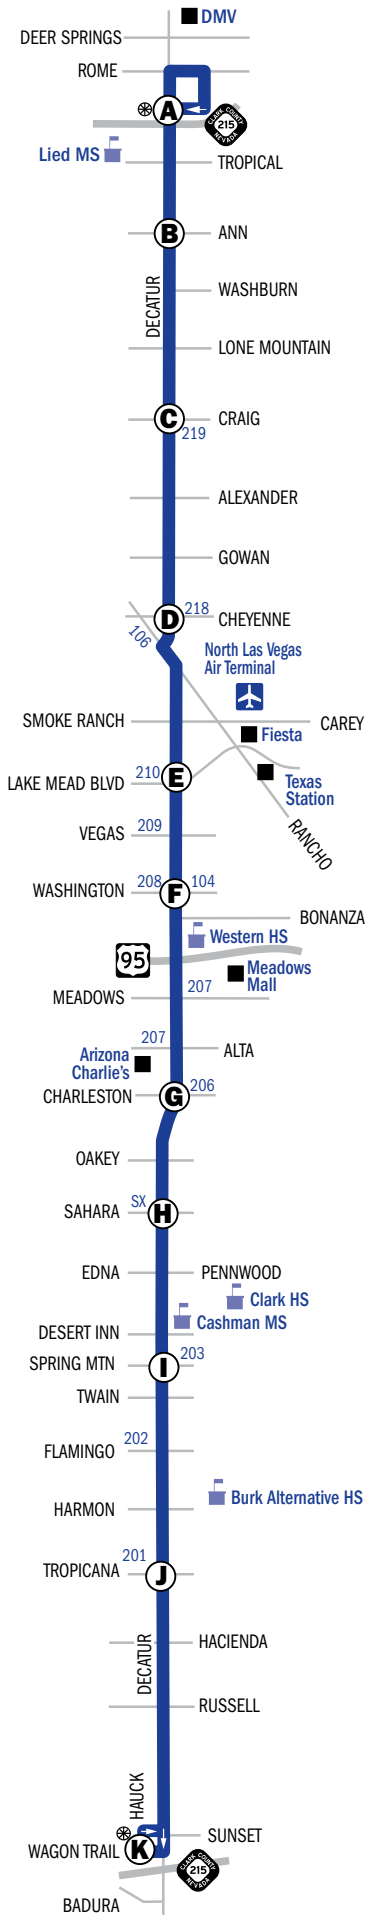 DMV
DEER SPRINGS
ROME
A
CLARK COUNTY
215
NEVADA
Lied MS
TROPICAL
B
ANN
DECATUR
WASHBURN
LONE MOUNTAIN
C
CRAIG
219
ALEXANDER
GOWAN
218
D
CHEYENNE
106
North Las Vegas
Air Terminal
SMOKE RANCH
CAREY
Fiesta
210
E
LAKE MEAD BLVD
Texas
Station
RANCHO
209
VEGAS
208
104
WASHINGTON
F
BONANZA
Western HS
95
Meadows
Mall
207
MEADOWS
207
ALTA
Arizona
Charlie's
206
CHARLESTON
G
OAKEY
SX
SAHARA
H
EDNA
PENNWOOD
Clark HS
Cashman MS
DESERT INN
203
SPRING MTN
I
TWAIN
202
FLAMINGO
Burk Alternative HS
HARMON
201
TROPICANA
J
HACIENDA
DECATUR
RUSSELL
HAUCK
SUNSET
WAGON TRAIL
K
CLARK COUNTY
215
NEVADA
BADURA